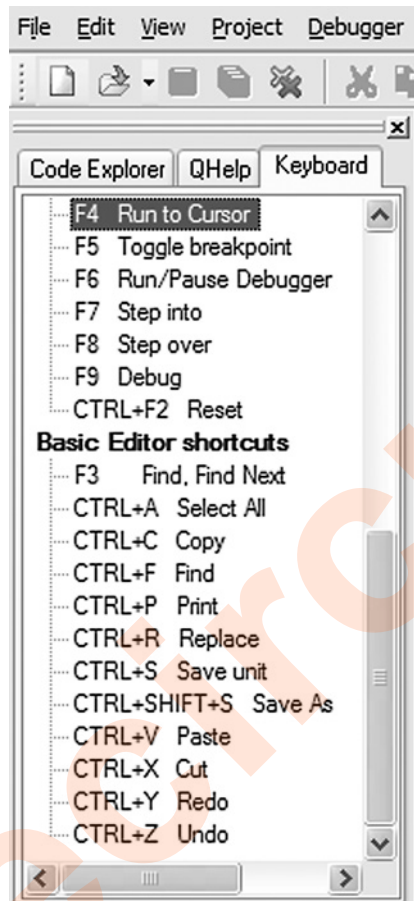 File Edit View Project Debugger
Code Explorer QHelp Keyboard
F4 Run to Cursor
F5 Toggle breakpoint
F6 Run/Pause Debugger
F7 Step into
F8 Step over
F9 Debug
CTRL+F2 Reset
Basic Editor shortcuts
F3 Find, Find Next
CTRL+A Select All
CTRL+C Copy
CTRL+F Find
CTRL+P Print
CTRL+R Replace
CTRL+S Save unit
CTRL+SHIFT+S Save As
CTRL+V Paste
CTRL+X Cut
CTRL+Y Redo
CTRL+Z Undo